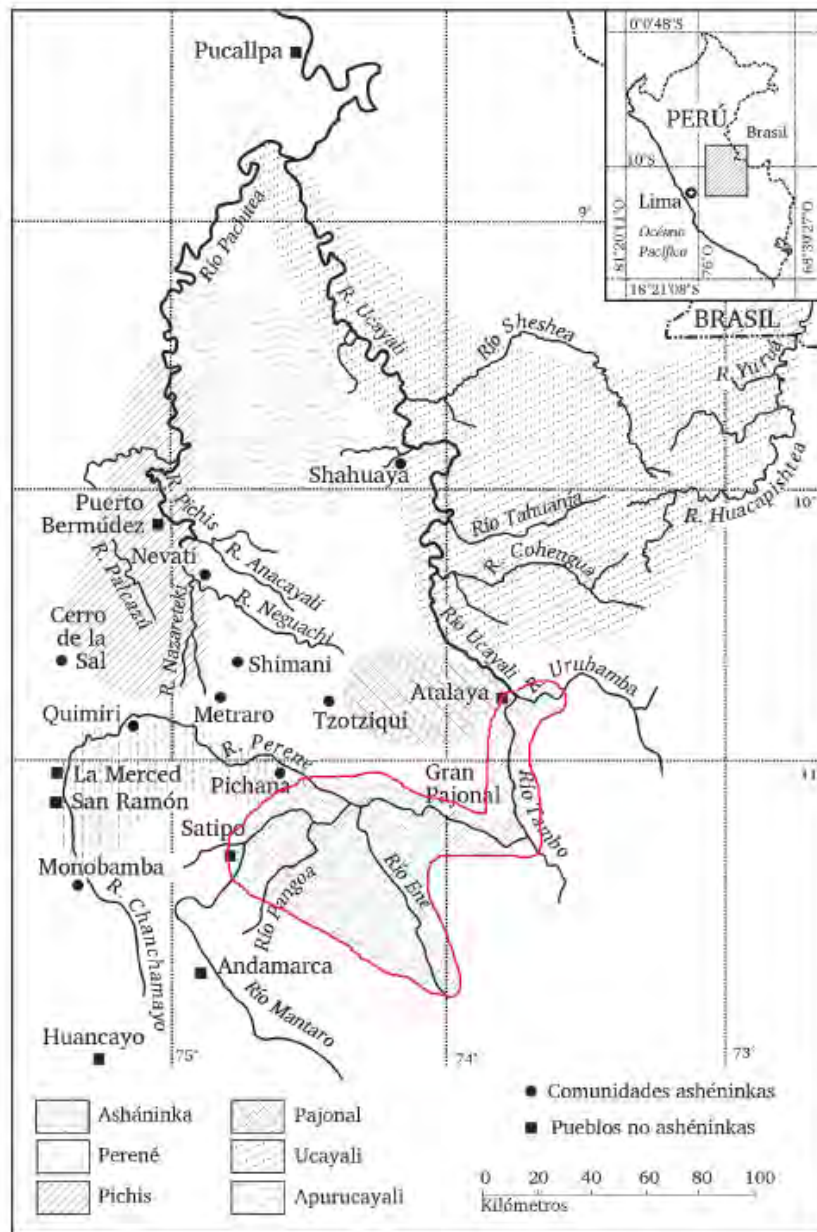 Pucallpa
Río Pachitea
R. Ucayali
Río Sheshea
BRASIL
R. Yuruá
9°
Shahuaya
10°
R. Pichis
Puerto
Bermúdez
R. Palcazú
Nevati
R. Anacayali
R. Neguachi
R. Nazareteki
Río Tahuanía
R. Cohengua
R. Huacapishtea
Cerro
de la
Sal
Shimani
Metraro
Tzotziqui
Río Ucayali
Atalaya
R. Urubamba
Quimiri
R. Perené
La Merced
San Ramón
Pichana
Gran
Pajonal
Río Tambo
Satipo
Río Pangoa
Río Ene
Monobamba
R. Chanchamayo
Andamarca
Río Mantaro
Huancayo
75°
74°
73°
0°0'48"S
PERÚ
Brasil
10°S
Lima
Océano
Pacífico
81°20'11"O
76°O
68°39'27"O
18°21'08"S
Asháninka
Perené
Pichis
Pajonal
Ucayali
Apurucayali
Comunidades ashéninkas
Pueblos no ashéninkas
0 20 40 60 80 100
Kilómetros